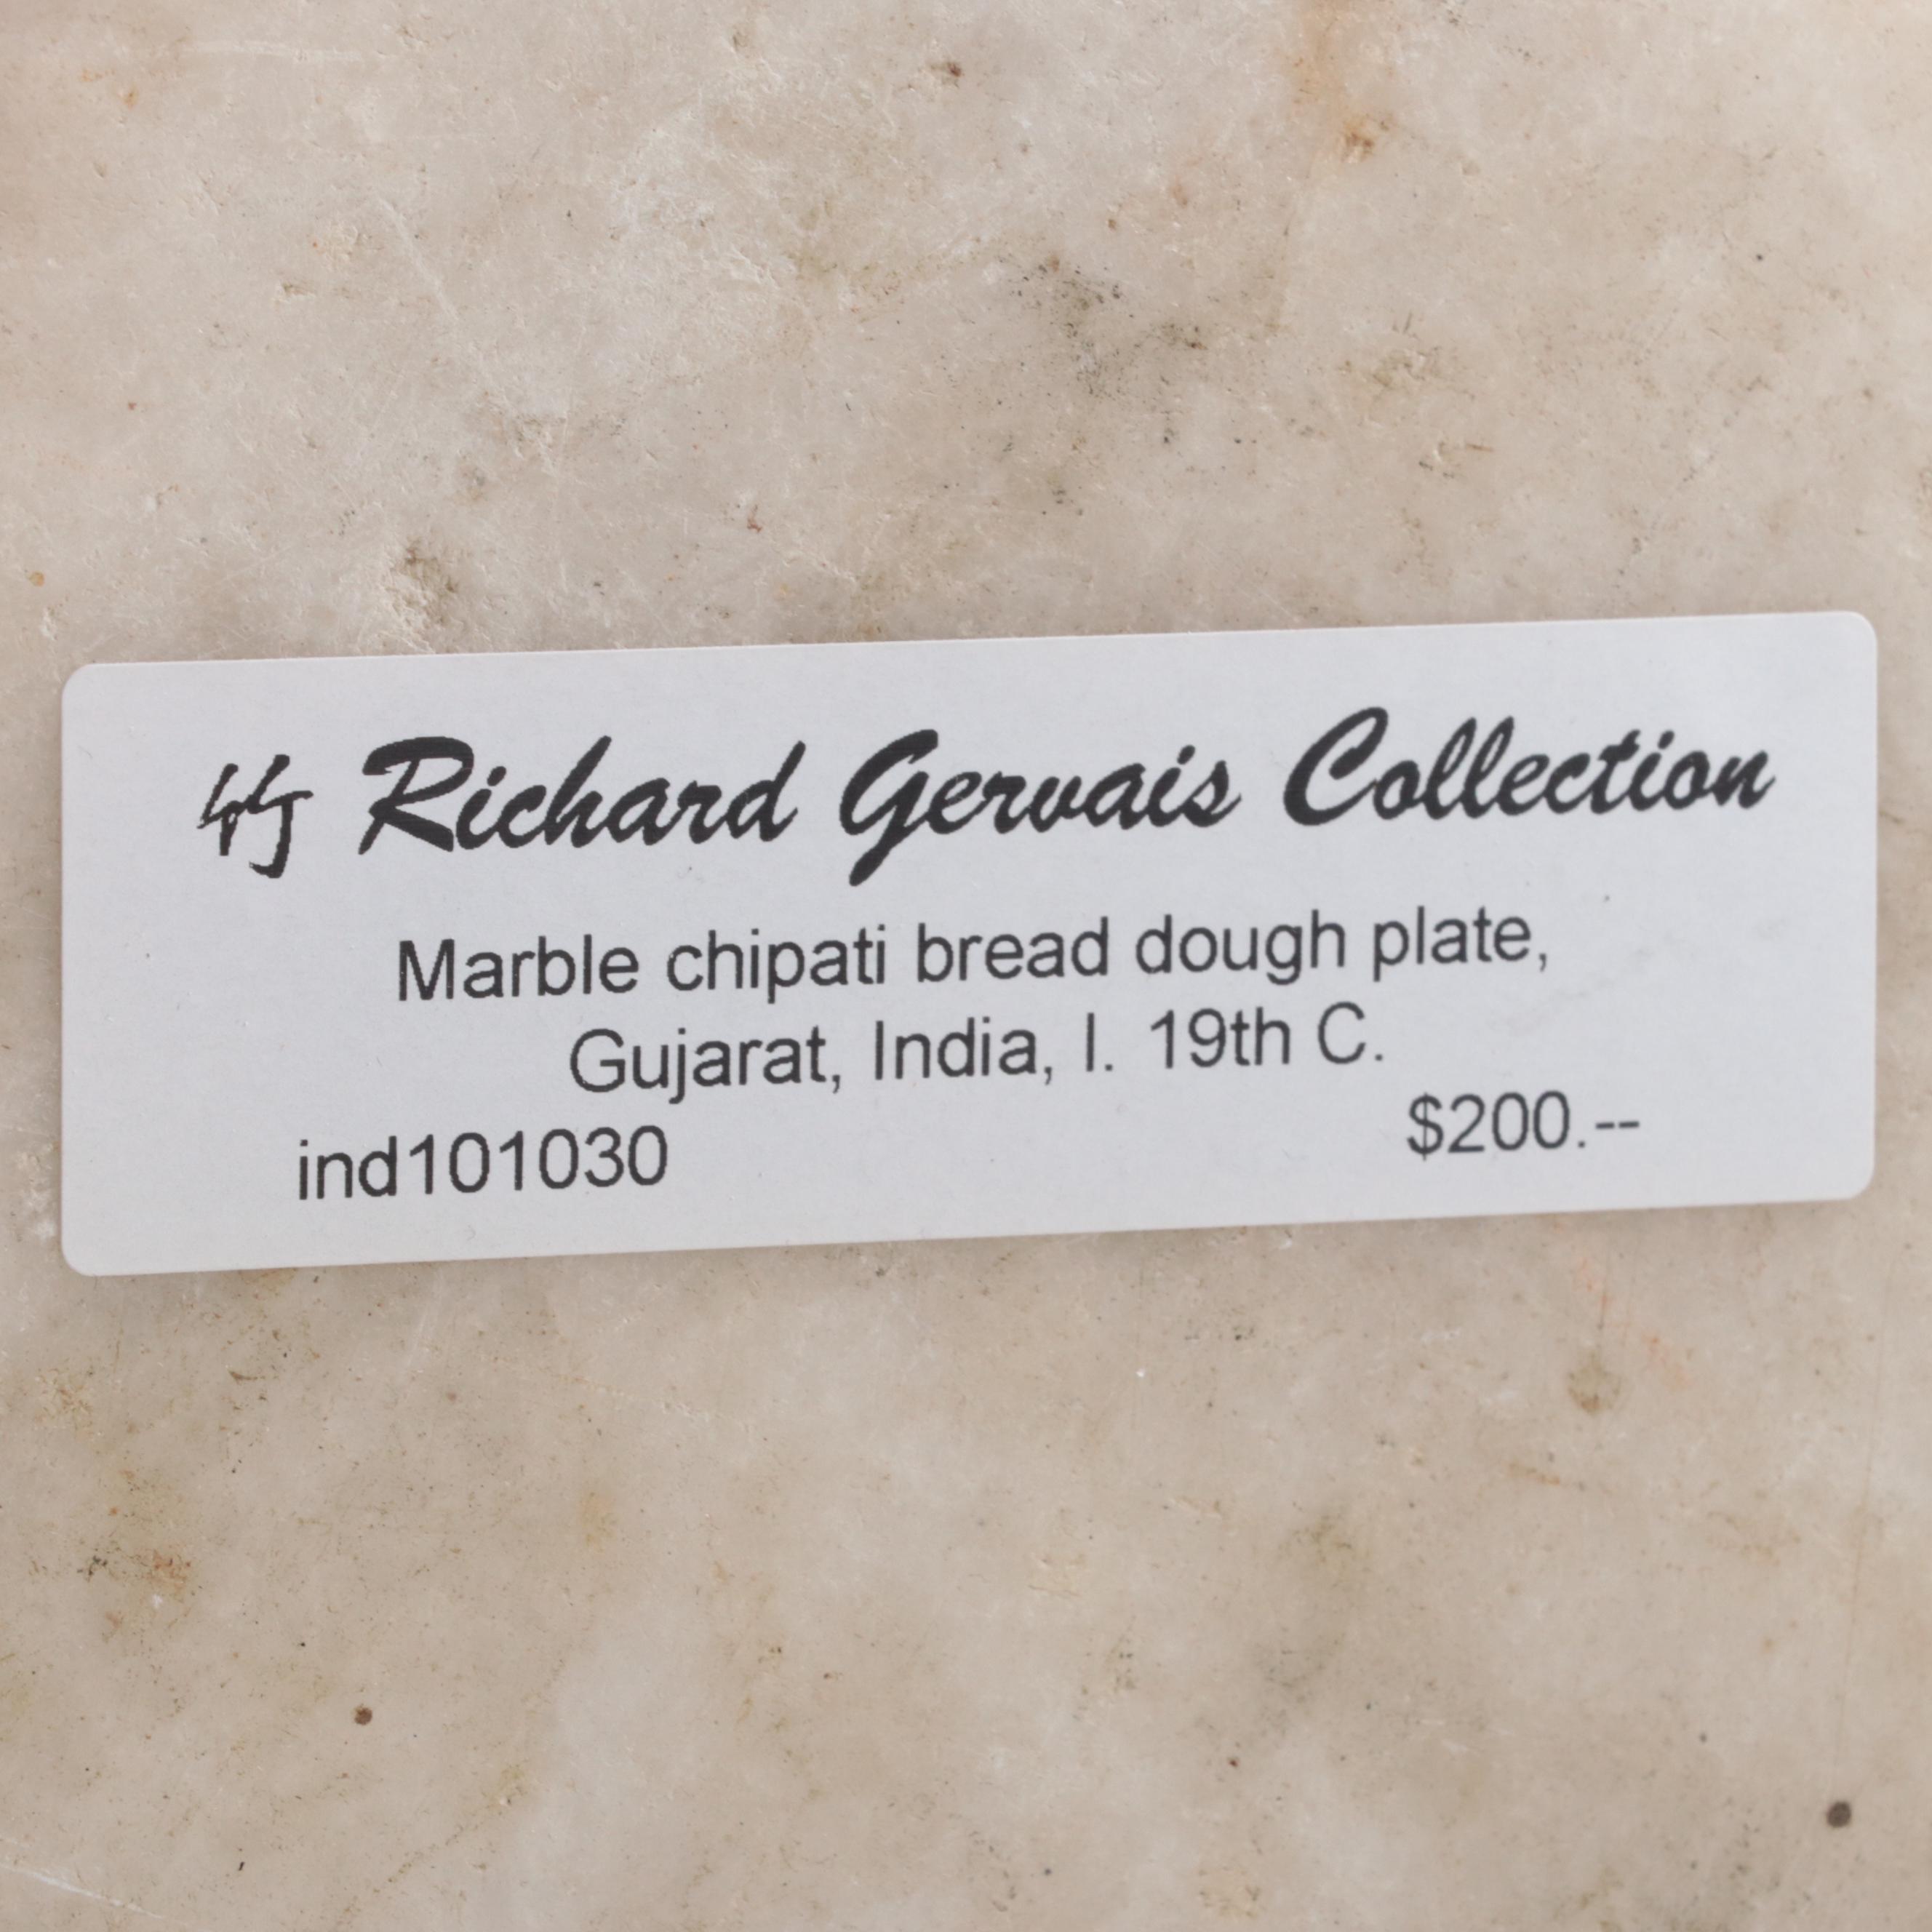 Richard Gervais Collection
Marble chipati bread dough plate,
Gujarat, India, l. 19th C.
ind101030 $200.--